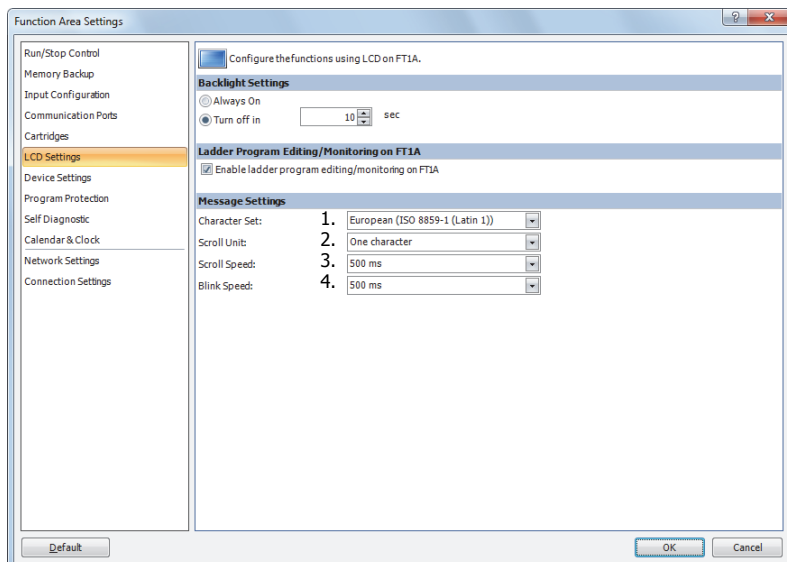 Function Area Settings
?
Run/Stop Control
Memory Backup
Input Configuration
Communication Ports
Cartridges
LCD Settings
Device Settings
Program Protection
Self Diagnostic
Calendar & Clock
Network Settings
Connection Settings
Configure the functions using LCD on FT1A.
Backlight Settings
Always On
Turn off in 10 sec
Ladder Program Editing/Monitoring on FT1A
Enable ladder program editing/monitoring on FT1A
Message Settings
Character Set: 1. European (ISO 8859-1 (Latin 1))
Scroll Unit: 2. One character
Scroll Speed: 3. 500 ms
Blink Speed: 4. 500 ms
Default
OK
Cancel